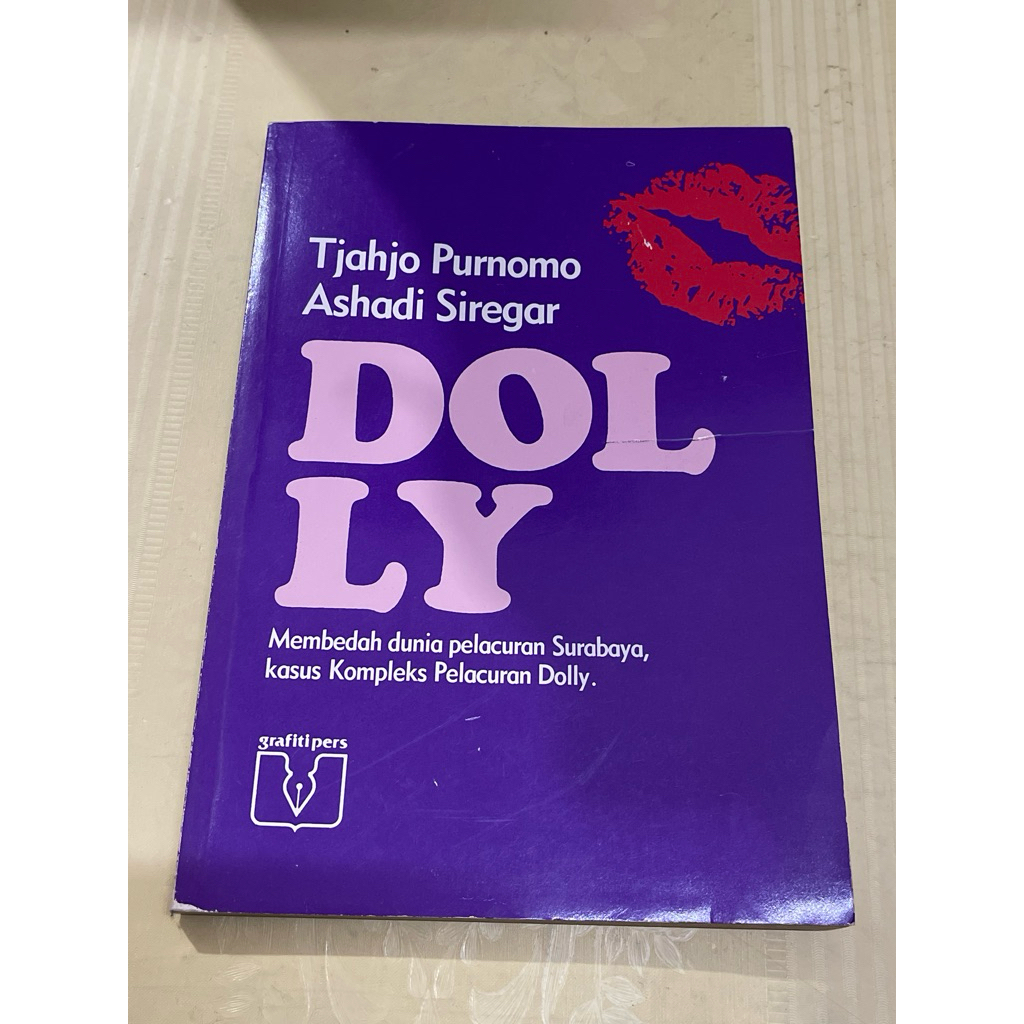 Tjahjo Purnomo
Ashadi Siregar
DOL
LY
Membedah dunia pelacuran Surabaya,
kasus Kompleks Pelacuran Dolly.
grafitipers